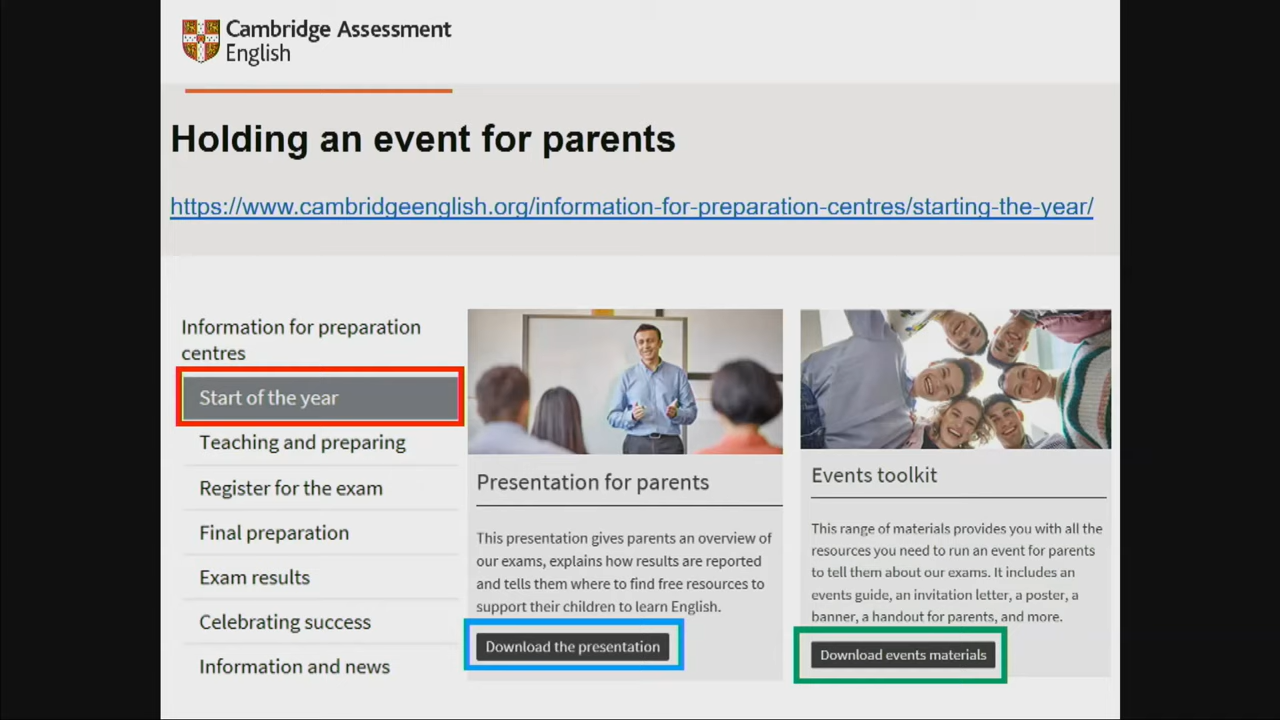 Cambridge Assessment
English
Holding an event for parents
https://www.cambridgeenglish.org/information-for-preparation-centres/starting-the-year/
Information for preparation
centres
Start of the year
Teaching and preparing
Register for the exam
Final preparation
Exam results
Celebrating success
Information and news
Presentation for parents
This presentation gives parents an overview of
our exams, explains how results are reported
and tells them where to find free resources to
support their children to learn English.
Download the presentation
Events toolkit
This range of materials provides you with all the
resources you need to run an event for parents
to tell them about our exams. It includes an
events guide, an invitation letter, a poster, a
banner, a handout for parents, and more.
Download events materials